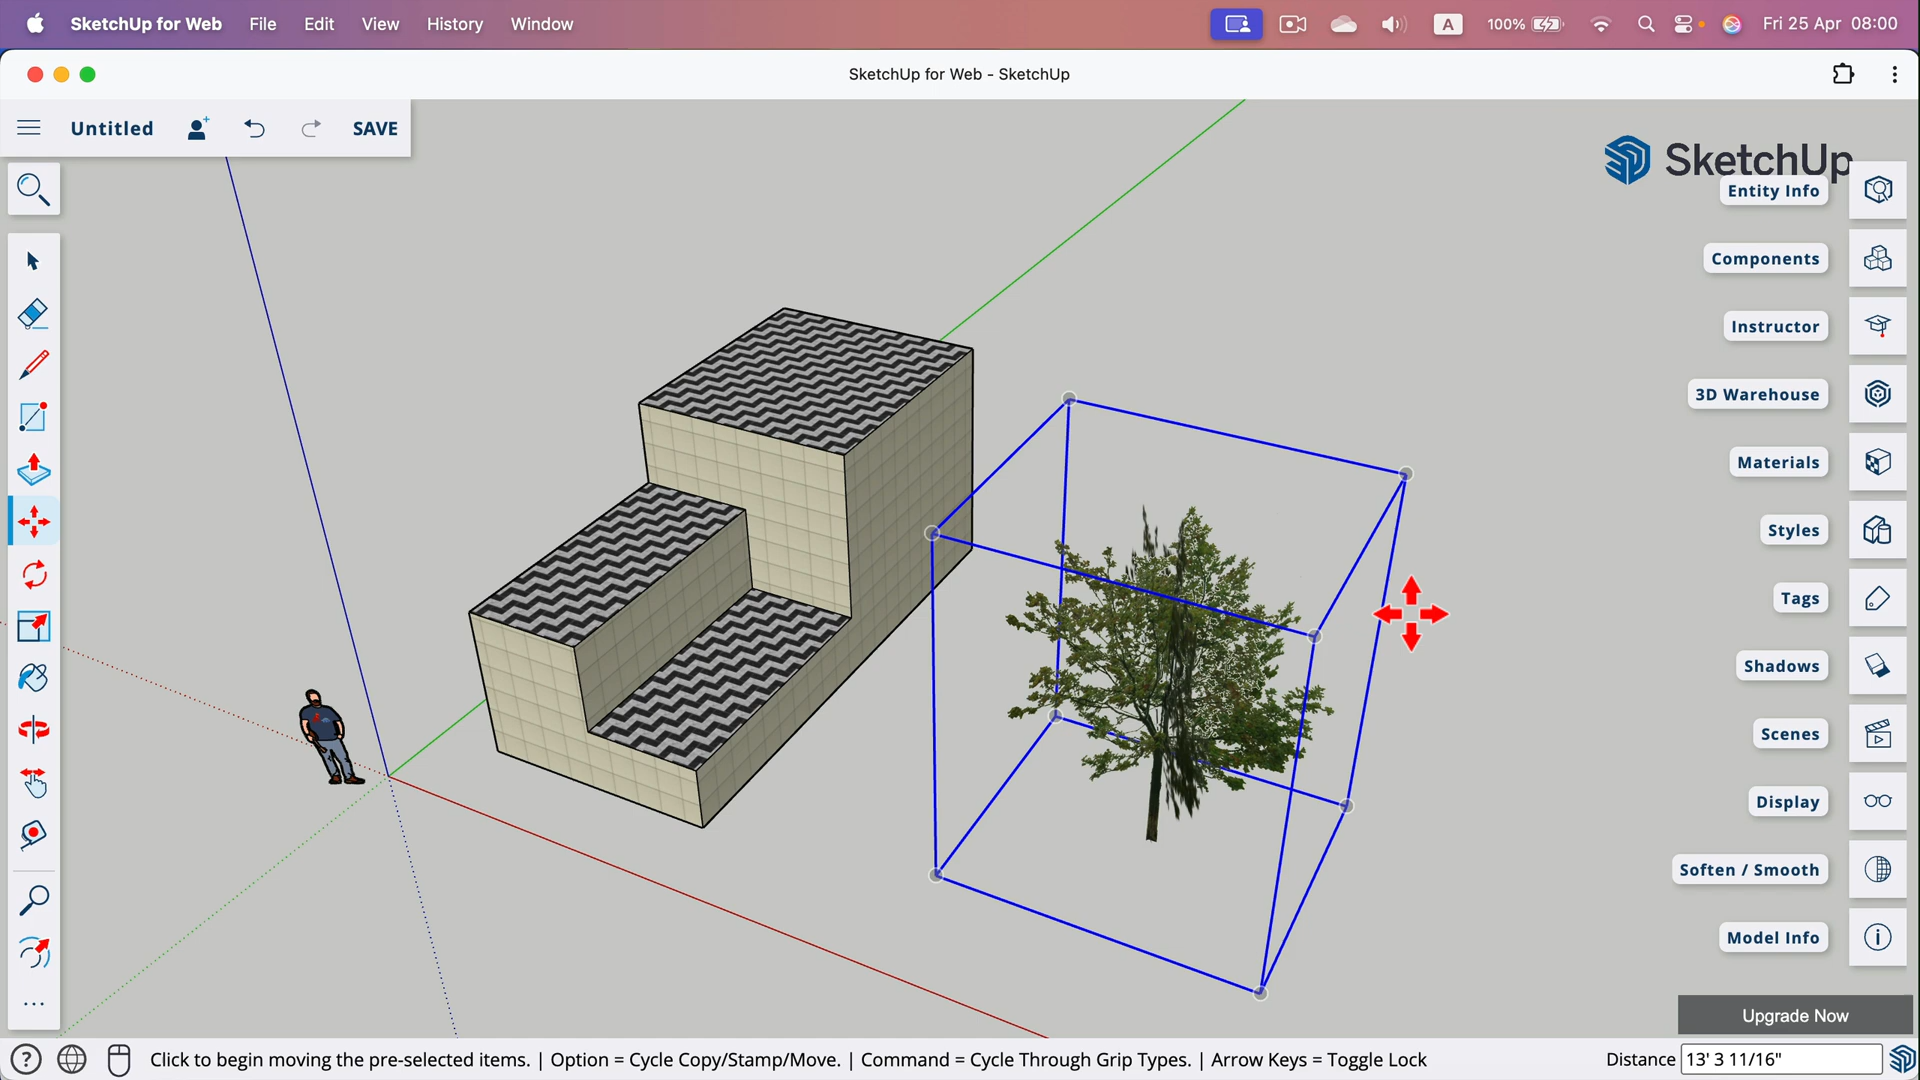 SketchUp for Web File Edit View History Window
A 100% Fri 25 Apr 08:00
SketchUp for Web - SketchUp
Untitled SAVE
SketchUp
Entity Info
Components
Instructor
3D Warehouse
Materials
Styles
Tags
Shadows
Scenes
Display
Soften / Smooth
Model Info
Upgrade Now
Click to begin moving the pre-selected items. | Option = Cycle Copy/Stamp/Move. | Command = Cycle Through Grip Types. | Arrow Keys = Toggle Lock
Distance 13' 3 11/16"